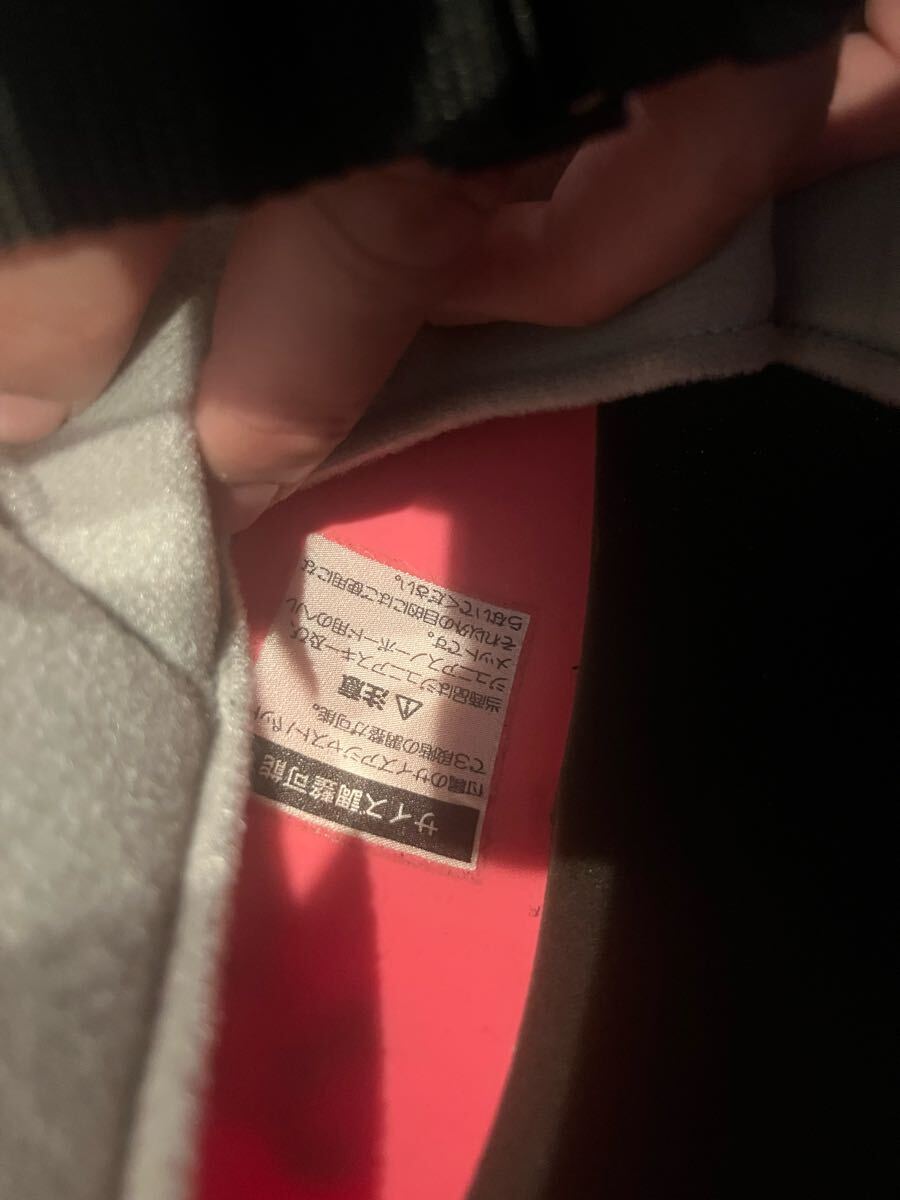 サイズ調整可能
付属のサイズアジャストパット
で3段階の調整が可能。
⚠注意
当商品はジュニアスキー及び、
ジュニアスノーボード用のヘル
メットです。
それ以外の目的にはご使用にな
らないでください。